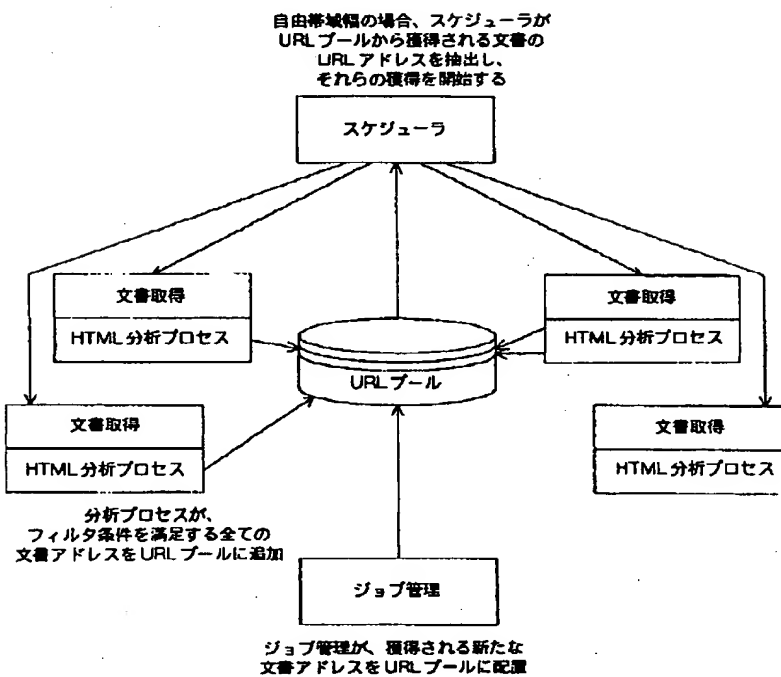 自由帯域幅の場合、スケジューラが
URLプールから獲得される文書の
URLアドレスを抽出し、
それらの獲得を開始する
スケジューラ
文書取得
HTML分析プロセス
文書取得
HTML分析プロセス
URLプール
文書取得
HTML分析プロセス
文書取得
HTML分析プロセス
分析プロセスが、
フィルタ条件を満足する全ての
文書アドレスをURLプールに追加
ジョブ管理
ジョブ管理が、獲得される新たな
文書アドレスをURLプールに配置